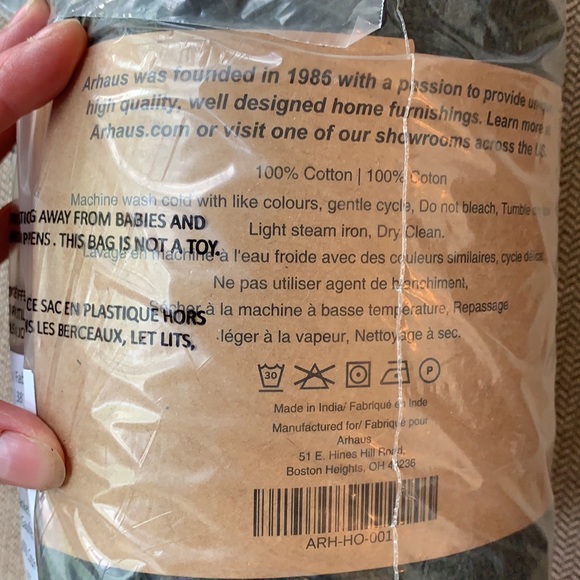 Arhaus was founded in 1986 with a passion to provide
high quality, well designed home furnishings. Learn more
Arhaus.com or visit one of our showrooms across the
100% Cotton | 100% Coton
Machine wash cold with like colours, gentle cycle, Do not bleach, Tumble
Light steam iron, Dry Clean.
Lavage en machine à l'eau froide avec des couleurs similaires, cycle
Ne pas utiliser agent de blanchiment,
Sécher à la machine à basse température, Repassage
léger à la vapeur, Nettoyage à sec.
AWAY FROM BABIES AND
. THIS BAG IS NOT A TOY.
CE SAC EN PLASTIQUE HORS
LES BERCEAUX, LET LITS,
30
P
Made in India/ Fabriqué en Inde
Manufactured for/ Fabriqué pour
Arhaus
51 E. Hines Hill Road,
Boston Heights, OH 44236
ARH-HO-001